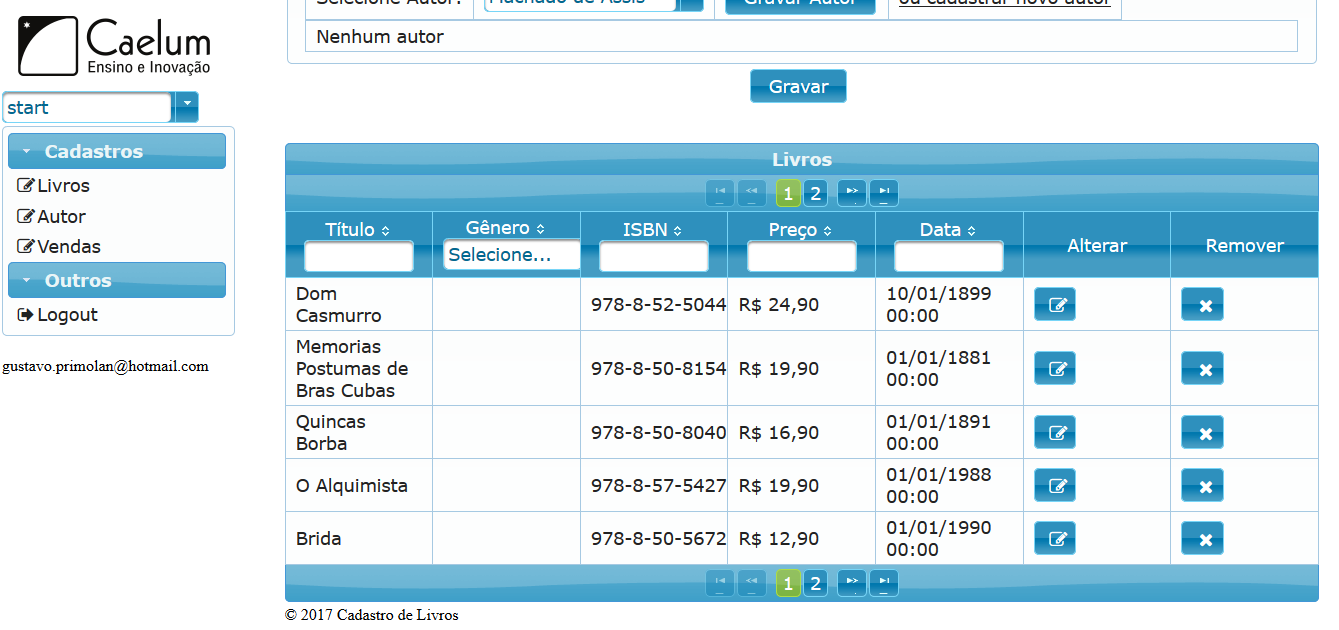 Selecione Autor: Machado de Assis Gravar Autor ou cadastrar novo autor
Nenhum autor
Gravar
Caelum
Ensino e Inovação
start
Cadastros
Livros
Autor
Vendas
Outros
Logout
gustavo.primolan@hotmail.com
Livros
1 2
Título Gênero ISBN Preço Data Alterar Remover
Selecione...
Dom Casmurro 978-8-52-5044 R$ 24,90 10/01/1899 00:00
Memorias Postumas de Bras Cubas 978-8-50-8154 R$ 19,90 01/01/1881 00:00
Quincas Borba 978-8-50-8040 R$ 16,90 01/01/1891 00:00
O Alquimista 978-8-57-5427 R$ 19,90 01/01/1988 00:00
Brida 978-8-50-5672 R$ 12,90 01/01/1990 00:00
1 2
© 2017 Cadastro de Livros